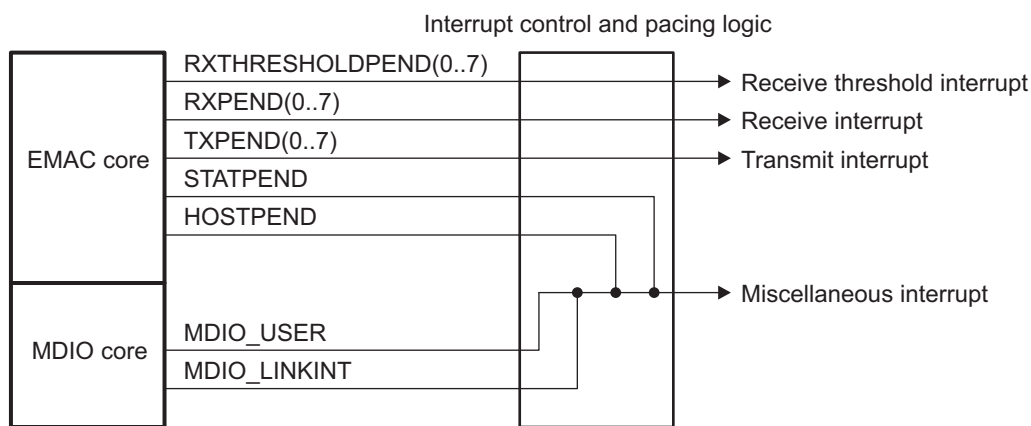 Interrupt control and pacing logic
RXTHRESHOLDPEND(0..7)
Receive threshold interrupt
RXPEND(0..7)
Receive interrupt
TXPEND(0..7)
Transmit interrupt
EMAC core
STATPEND
HOSTPEND
Miscellaneous interrupt
MDIO core
MDIO_USER
MDIO_LINKINT